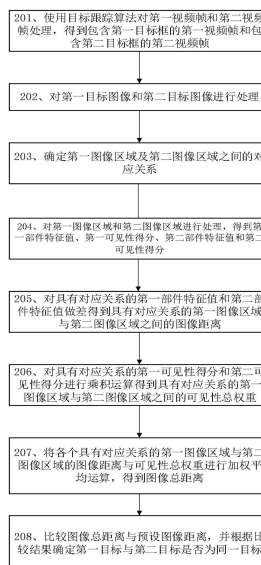 201、使用目标跟踪算法对第一视频帧和第二视频
帧处理，得到包含第一目标框的第一视频帧和包
含第二目标框的第二视频帧
202、对第一目标图像和第二目标图像进行处理
203、确定第一图像区域及第二图像区域之间的对
应关系
204、对第一图像区域和第二图像区域进行处理，得到第
一部件特征值、第一可见性得分、第二部件特征值和第二
可见性得分
205、对具有对应关系的第一部件特征值和第二部
件特征值做差得到具有对应关系的第一图像区域
与第二图像区域之间的图像距离
206、对具有对应关系的第一可见性得分和第二可
见性得分进行乘积运算得到具有对应关系的第一
图像区域与第二图像区域之间的可见性总权重
207、将各个具有对应关系的第一图像区域与第二
图像区域的图像距离与可见性总权重进行加权平
均运算，得到图像总距离
208、比较图像总距离与预设图像距离，并根据比
较结果确定第一目标与第二目标是否为同一目标